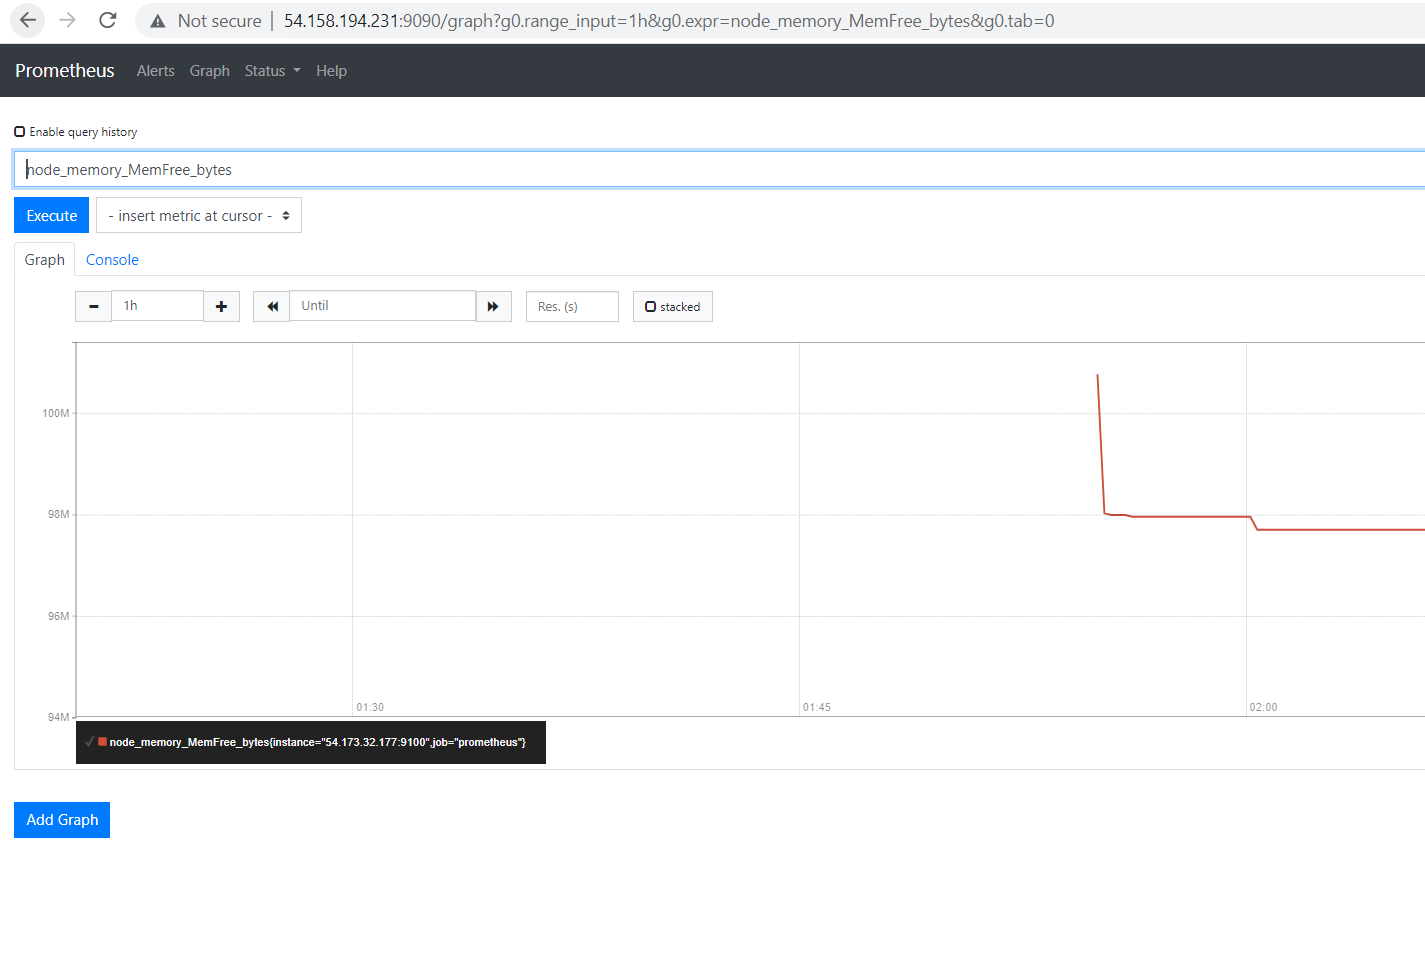 Not secure | 54.158.194.231:9090/graph?g0.range_input=1h&g0.expr=node_memory_MemFree_bytes&g0.tab=0
Prometheus Alerts Graph Status Help
Enable query history
node_memory_MemFree_bytes
Execute - insert metric at cursor -
Graph Console
1h Until Res. (s) stacked
100M
98M
96M
01:30 01:45 02:00
94M
node_memory_MemFree_bytes{instance="54.173.32.177:9100",job="prometheus"}
Add Graph